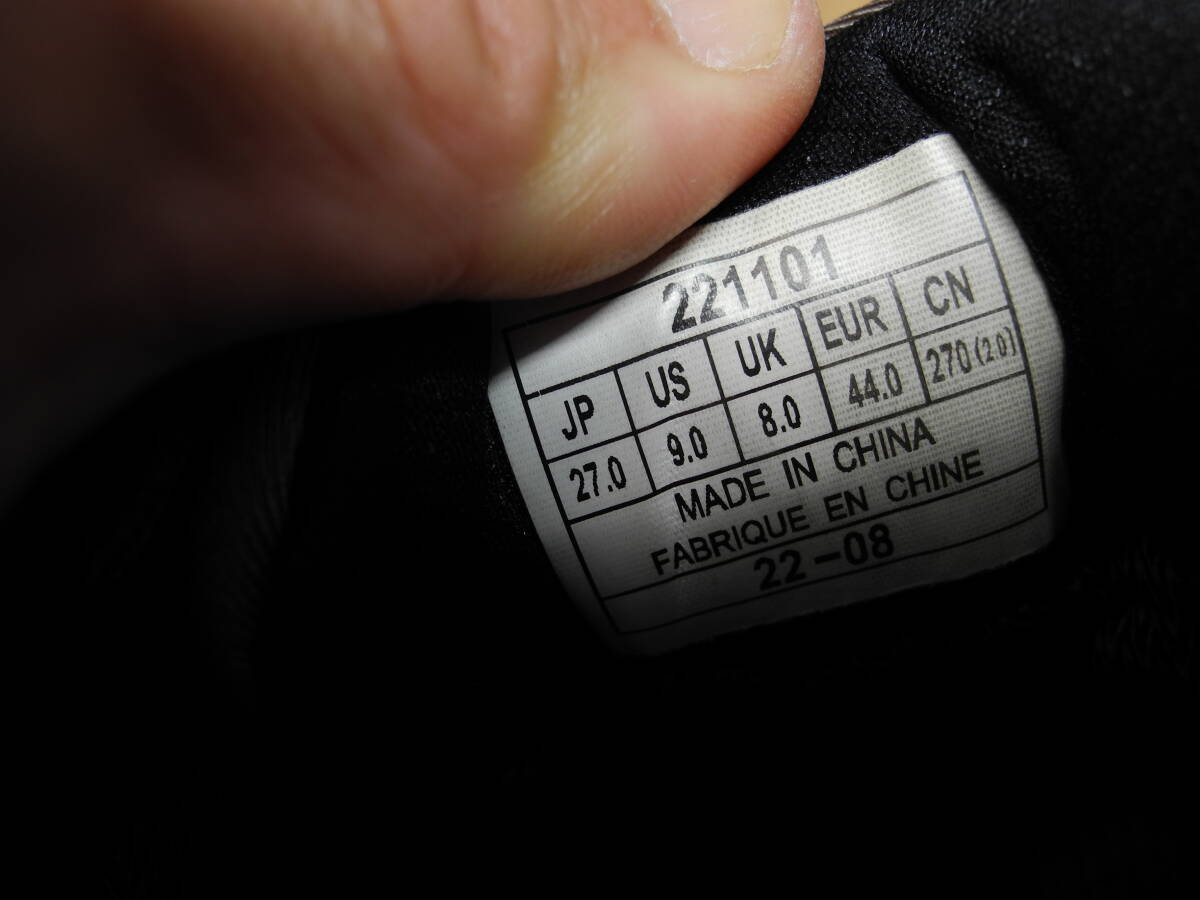 221101
JP US UK EUR CN
27.0 9.0 8.0 44.0 270(2.0)
MADE IN CHINA
FABRIQUE EN CHINE
22-08